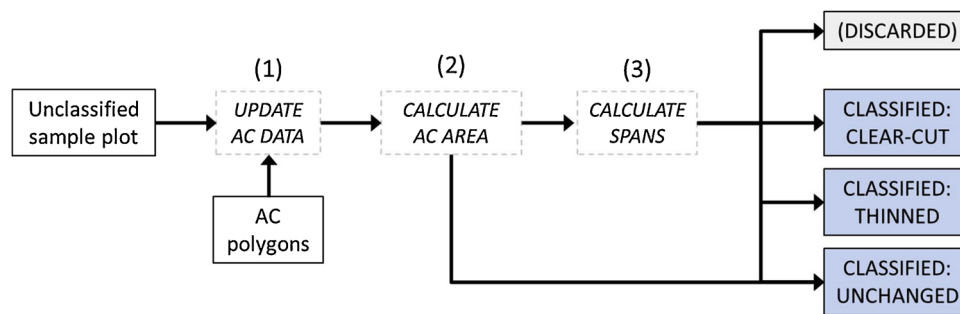 (DISCARDED)
(1)
(2)
(3)
Unclassified
sample plot
UPDATE
AC DATA
CALCULATE
AC AREA
CALCULATE
SPANS
CLASSIFIED:
CLEAR-CUT
AC
polygons
CLASSIFIED:
THINNED
CLASSIFIED:
UNCHANGED